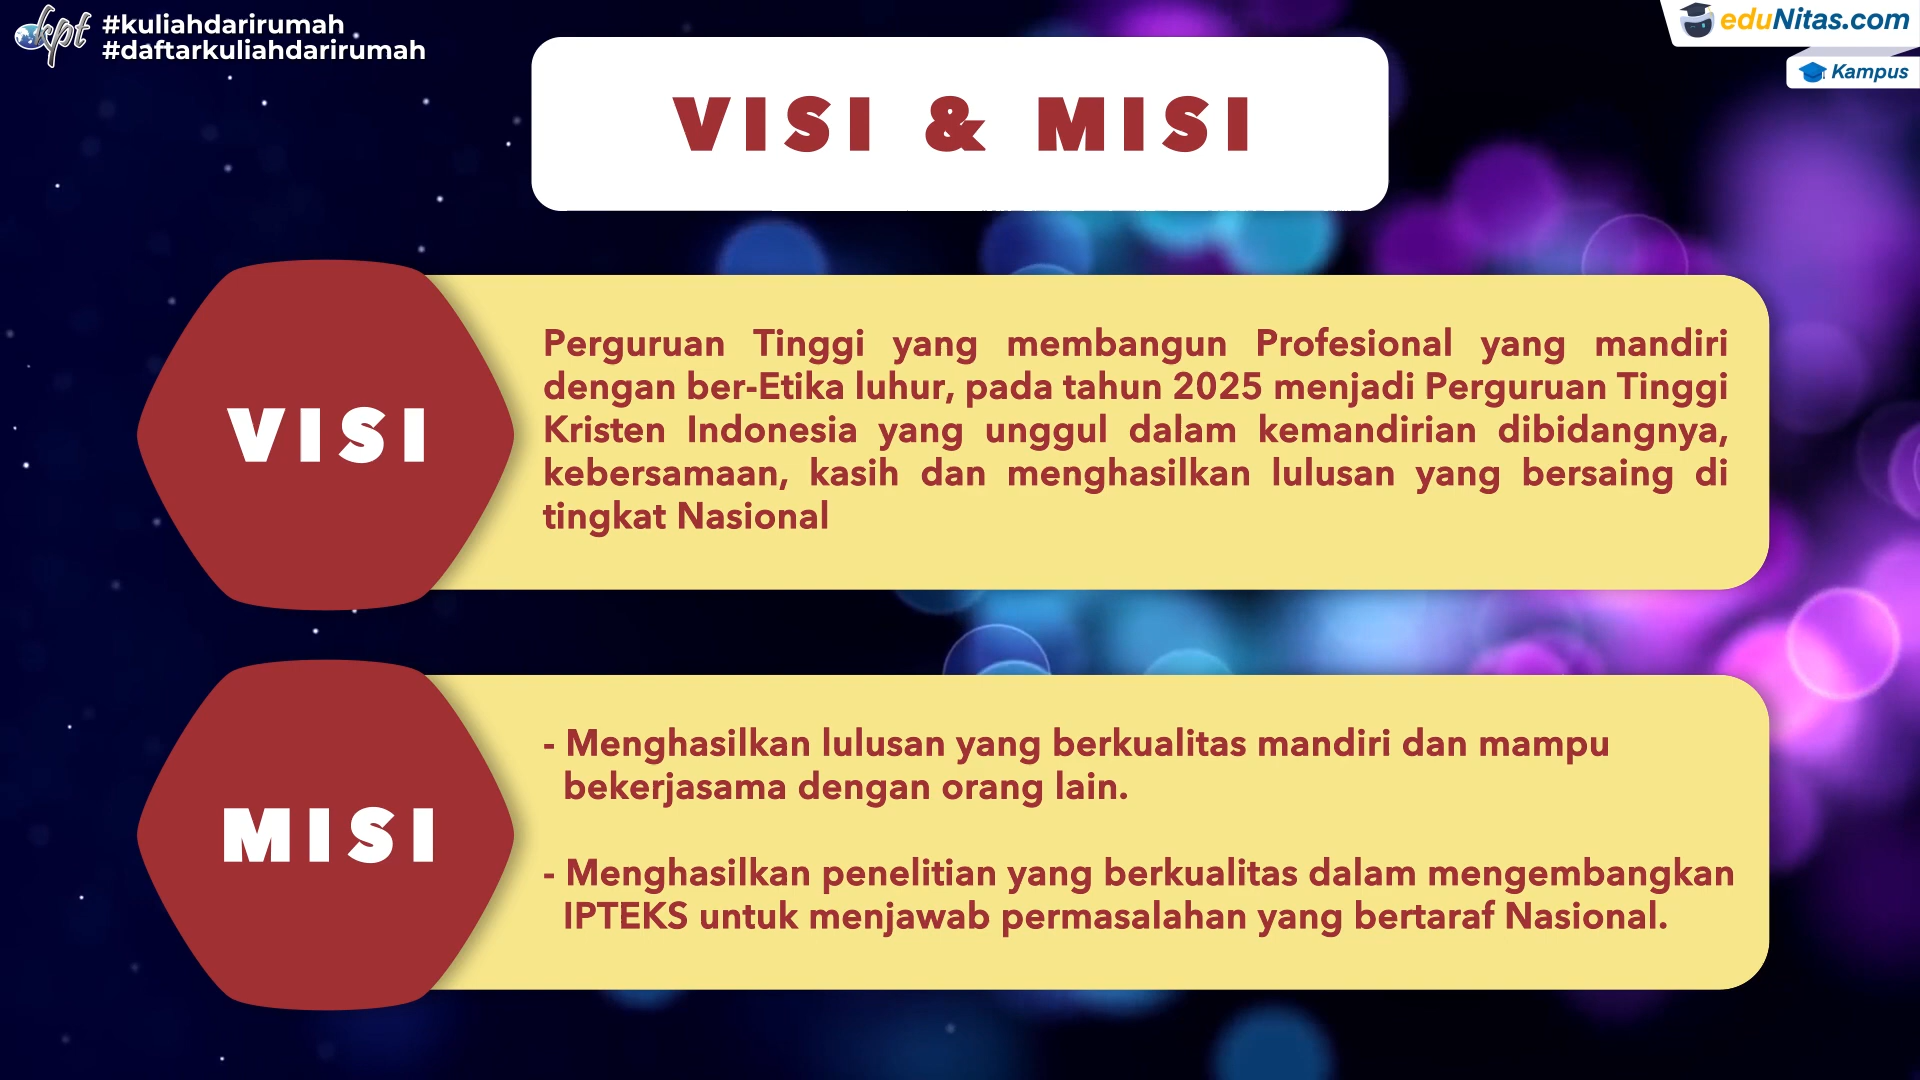 kpt
#kuliahdarirumah
#daftarkuliahdarirumah
eduNitas.com
Kampus
VISI & MISI
VISI
Perguruan Tinggi yang membangun Profesional yang mandiri
dengan ber-Etika luhur, pada tahun 2025 menjadi Perguruan Tinggi
Kristen Indonesia yang unggul dalam kemandirian dibidangnya,
kebersamaan, kasih dan menghasilkan lulusan yang bersaing di
tingkat Nasional
MISI
- Menghasilkan lulusan yang berkualitas mandiri dan mampu
bekerjasama dengan orang lain.
- Menghasilkan penelitian yang berkualitas dalam mengembangkan
IPTEKS untuk menjawab permasalahan yang bertaraf Nasional.